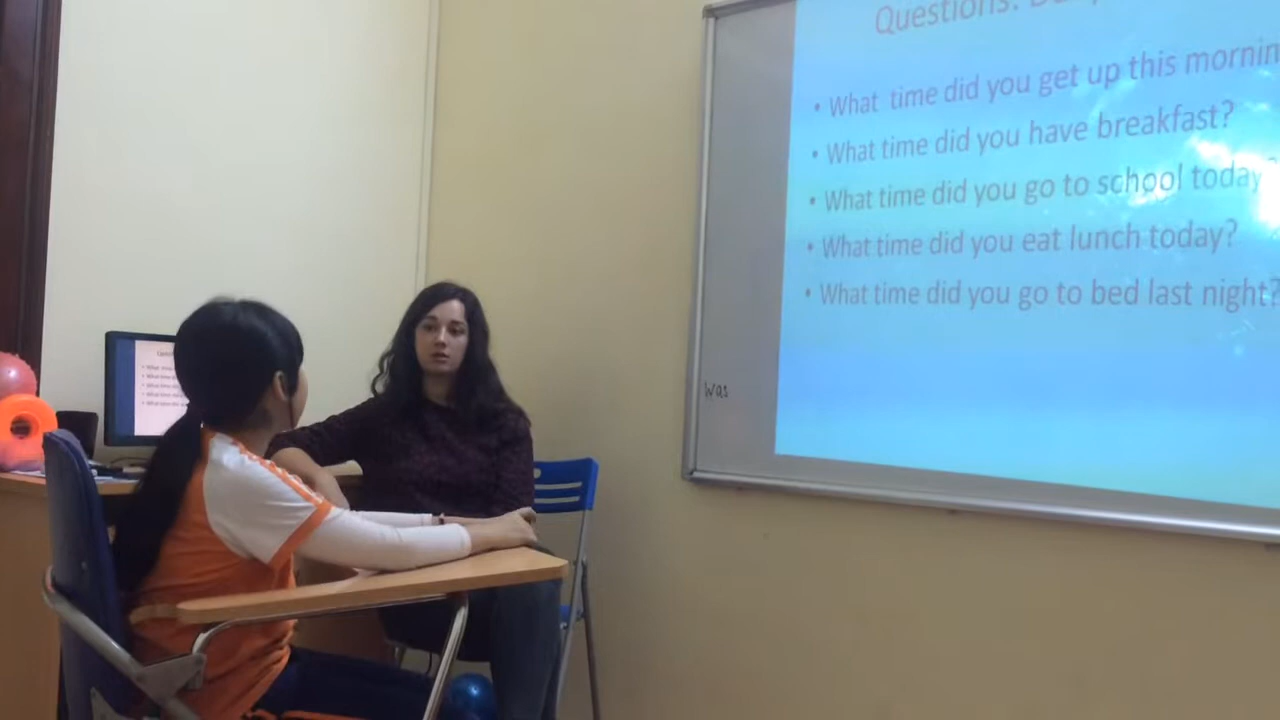 Questions:
• What time did you get up this mornin
• What time did you have breakfast?
• What time did you go to school today?
• What time did you eat lunch today?
• What time did you go to bed last night?
was